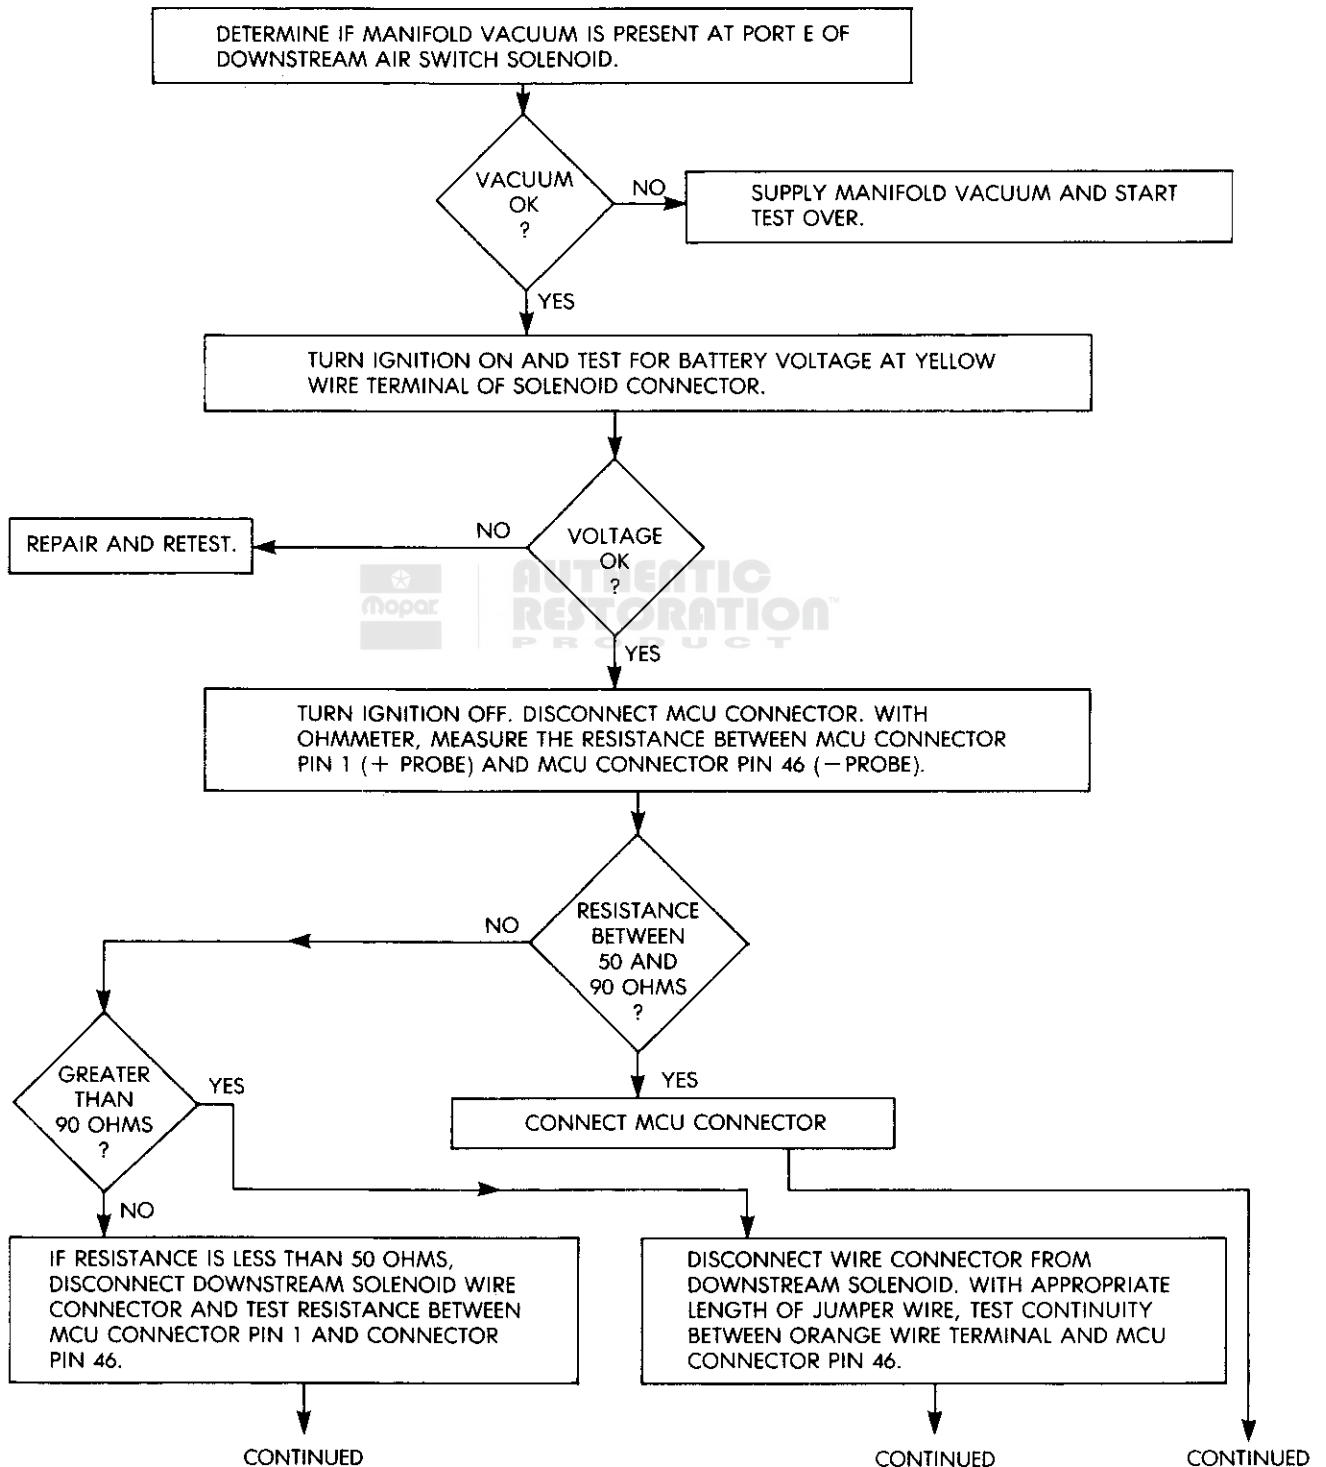 DETERMINE IF MANIFOLD VACUUM IS PRESENT AT PORT E OF
DOWNSTREAM AIR SWITCH SOLENOID.
VACUUM
OK
?
NO
SUPPLY MANIFOLD VACUUM AND START
TEST OVER.
YES
TURN IGNITION ON AND TEST FOR BATTERY VOLTAGE AT YELLOW
WIRE TERMINAL OF SOLENOID CONNECTOR.
VOLTAGE
OK
?
NO
REPAIR AND RETEST.
Mopar
AUTHENTIC
RESTORATION™
PRODUCT
YES
TURN IGNITION OFF. DISCONNECT MCU CONNECTOR. WITH
OHMMETER, MEASURE THE RESISTANCE BETWEEN MCU CONNECTOR
PIN 1 (+ PROBE) AND MCU CONNECTOR PIN 46 (—PROBE).
RESISTANCE
BETWEEN
50 AND
90 OHMS
?
NO
YES
GREATER
THAN
90 OHMS
?
YES
CONNECT MCU CONNECTOR
NO
IF RESISTANCE IS LESS THAN 50 OHMS,
DISCONNECT DOWNSTREAM SOLENOID WIRE
CONNECTOR AND TEST RESISTANCE BETWEEN
MCU CONNECTOR PIN 1 AND CONNECTOR
PIN 46.
DISCONNECT WIRE CONNECTOR FROM
DOWNSTREAM SOLENOID. WITH APPROPRIATE
LENGTH OF JUMPER WIRE, TEST CONTINUITY
BETWEEN ORANGE WIRE TERMINAL AND MCU
CONNECTOR PIN 46.
CONTINUED
CONTINUED
CONTINUED